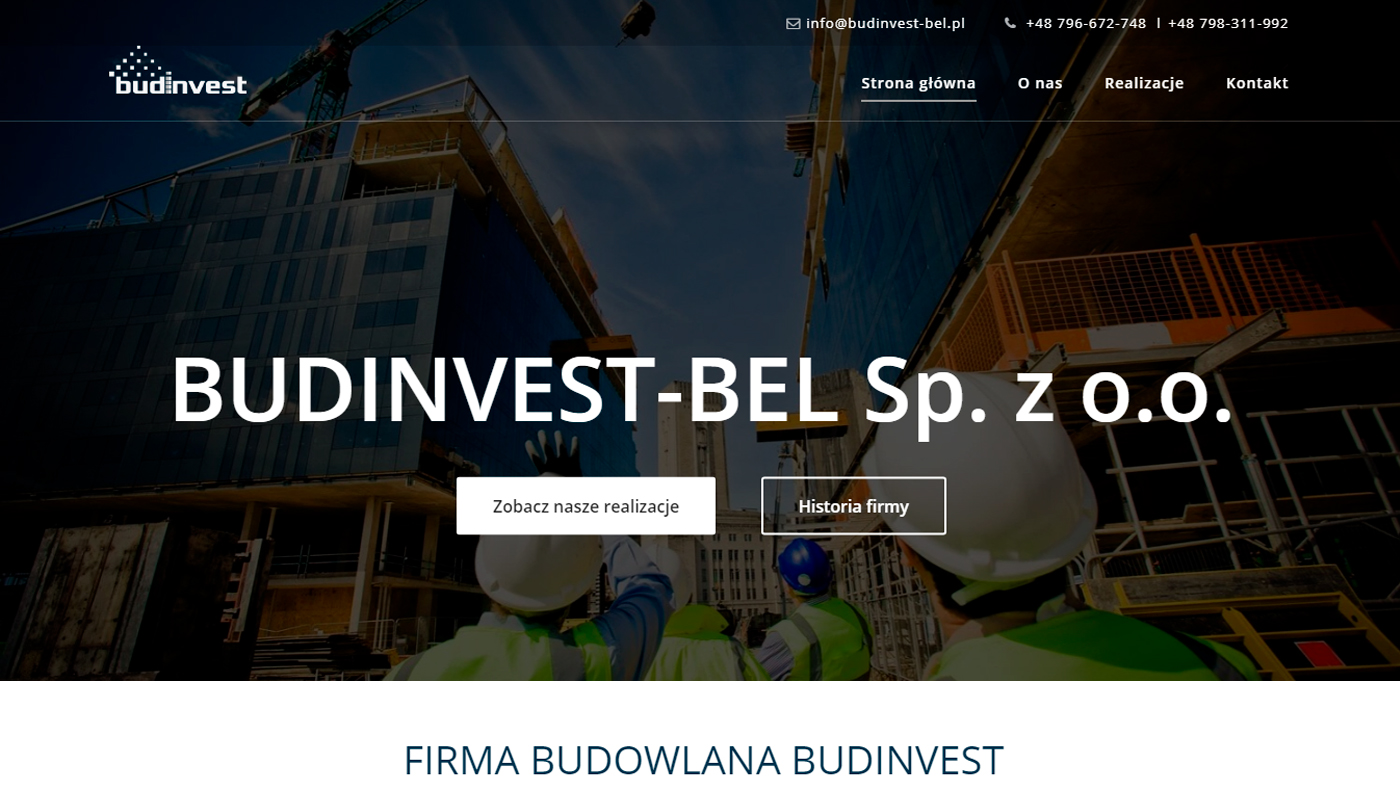 info@budinvest-bel.pl
+48 796-672-748 | +48 798-311-992
budinvest
Strona główna
O nas
Realizacje
Kontakt
BUDINVEST-BEL Sp. z o.o.
Zobacz nasze realizacje
Historia firmy
FIRMA BUDOWLANA BUDINVEST